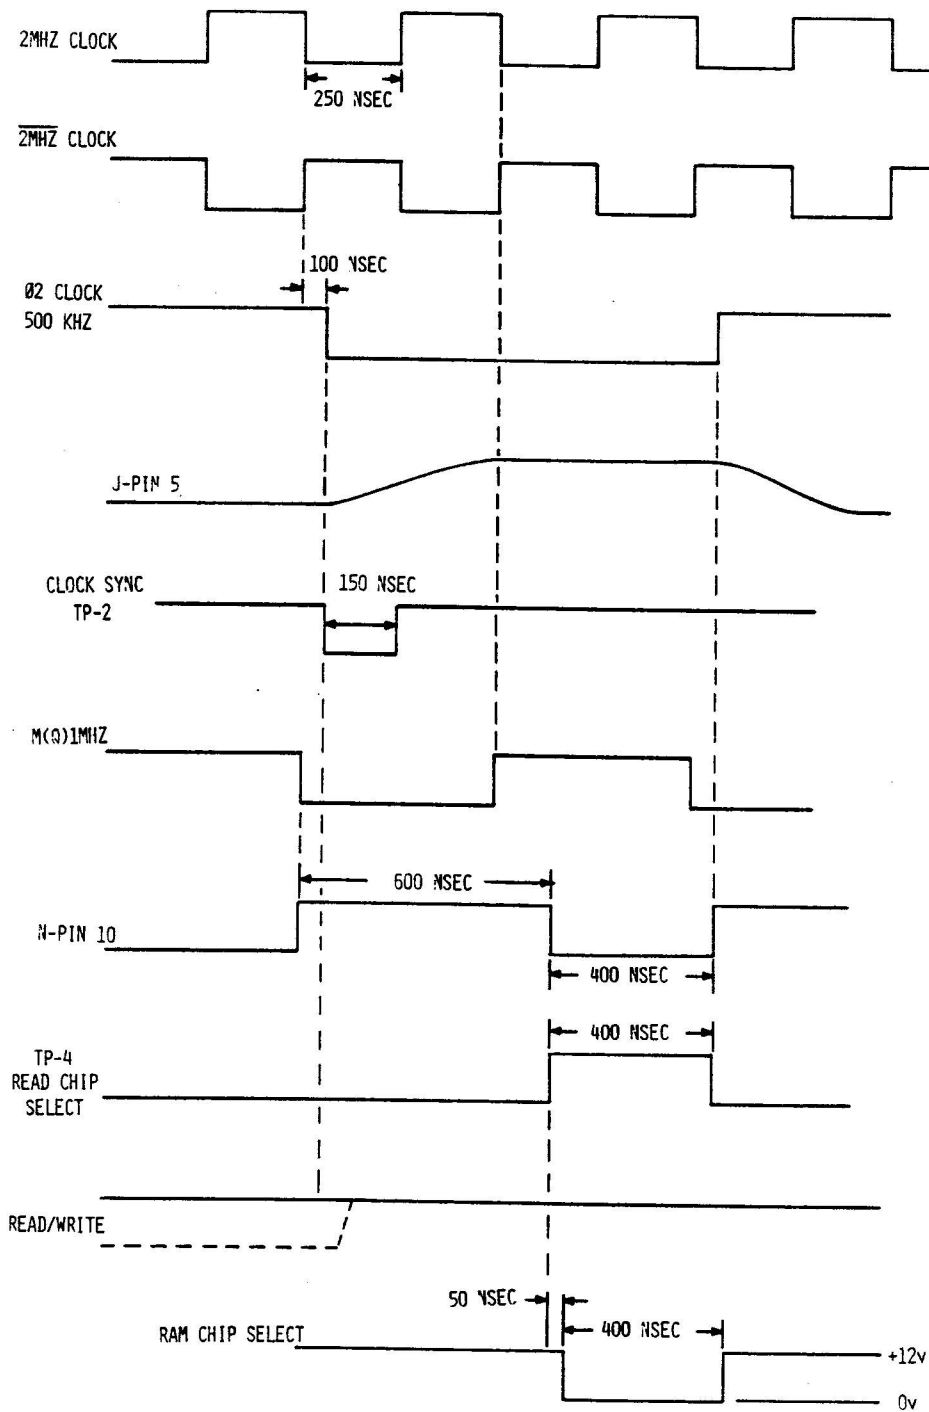 2MHZ CLOCK
250 NSEC
2MHZ CLOCK
100 NSEC
Ø2 CLOCK
500 KHZ
J-PIN 5
CLOCK SYNC
TP-2
150 NSEC
M(Q)1MHZ
600 NSEC
N-PIN 10
400 NSEC
400 NSEC
TP-4
READ CHIP
SELECT
READ/WRITE
50 NSEC
RAM CHIP SELECT
400 NSEC
+12v
0v